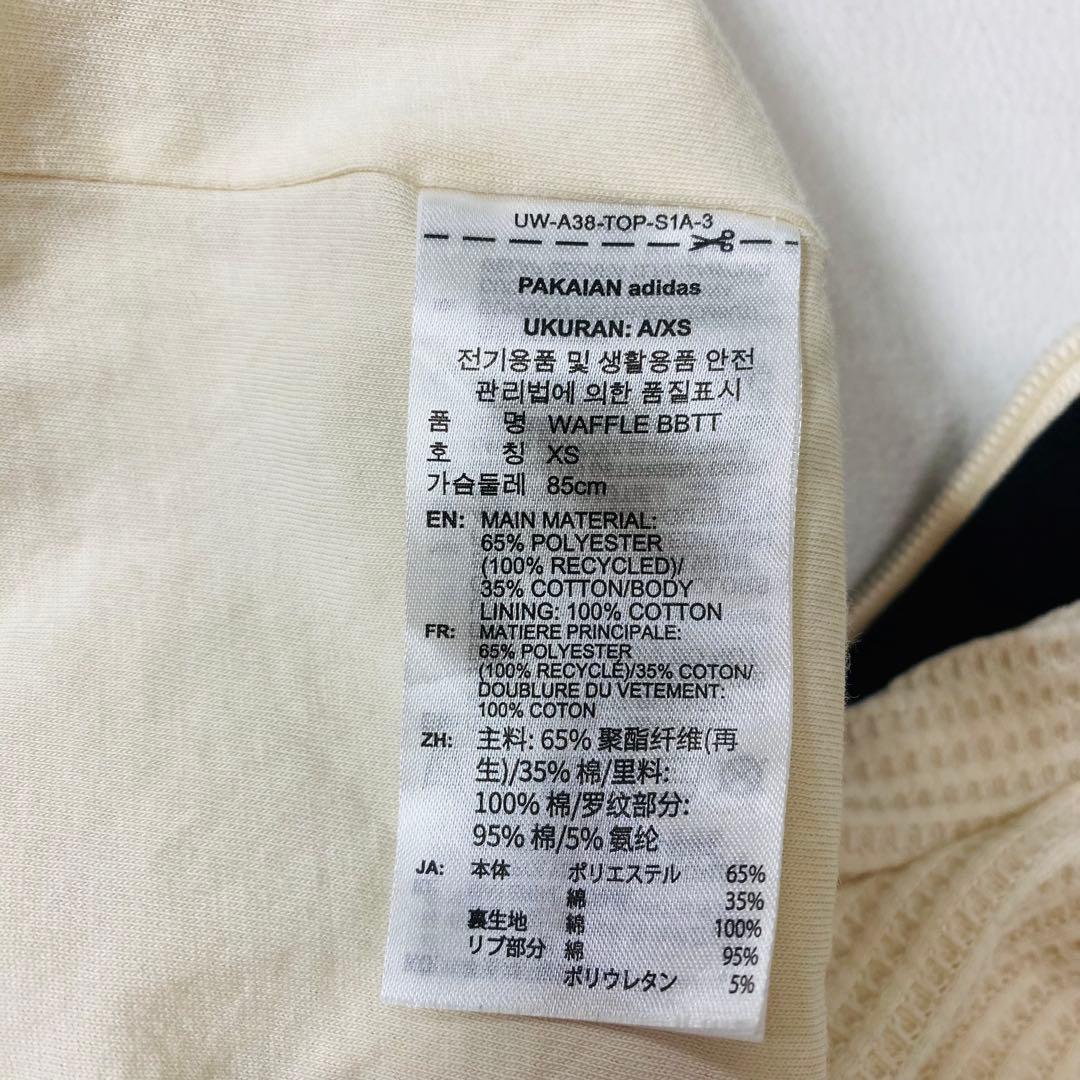 UW-A38-TOP-S1A-3
PAKAIAN adidas
UKURAN: A/XS
전기용품 및 생활용품 안전
관리법에 의한 품질표시
품 명 WAFFLE BBTT
호 칭 XS
가슴둘레 85cm
EN: MAIN MATERIAL:
65% POLYESTER
(100% RECYCLED)/
35% COTTON/BODY
LINING: 100% COTTON
FR: MATIERE PRINCIPALE:
65% POLYESTER
(100% RECYCLÉ)/35% COTON/
DOUBLURE DU VETEMENT:
100% COTON
ZH: 主料: 65% 聚酯纤维(再
生)/35% 棉/里料:
100% 棉/罗纹部分:
95% 棉/5% 氨纶
JA: 本体 ポリエステル 65%
綿 35%
裏生地 綿 100%
リブ部分 綿 95%
ポリウレタン 5%